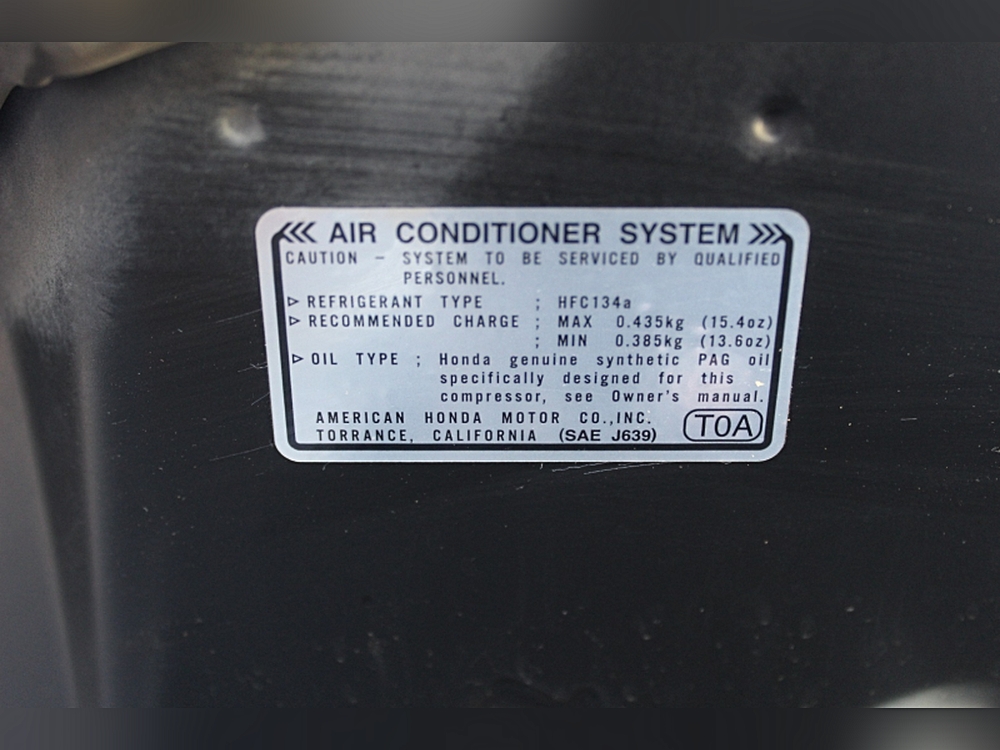 AIR CONDITIONER SYSTEM
CAUTION - SYSTEM TO BE SERVICED BY QUALIFIED
PERSONNEL.
REFRIGERANT TYPE ; HFC134a
RECOMMENDED CHARGE ; MAX 0.435kg (15.4oz)
; MIN 0.385kg (13.6oz)
OIL TYPE ; Honda genuine synthetic PAG oil
specifically designed for this
compressor, see Owner's manual.
AMERICAN HONDA MOTOR CO.,INC.
TORRANCE, CALIFORNIA (SAE J639)
T0A